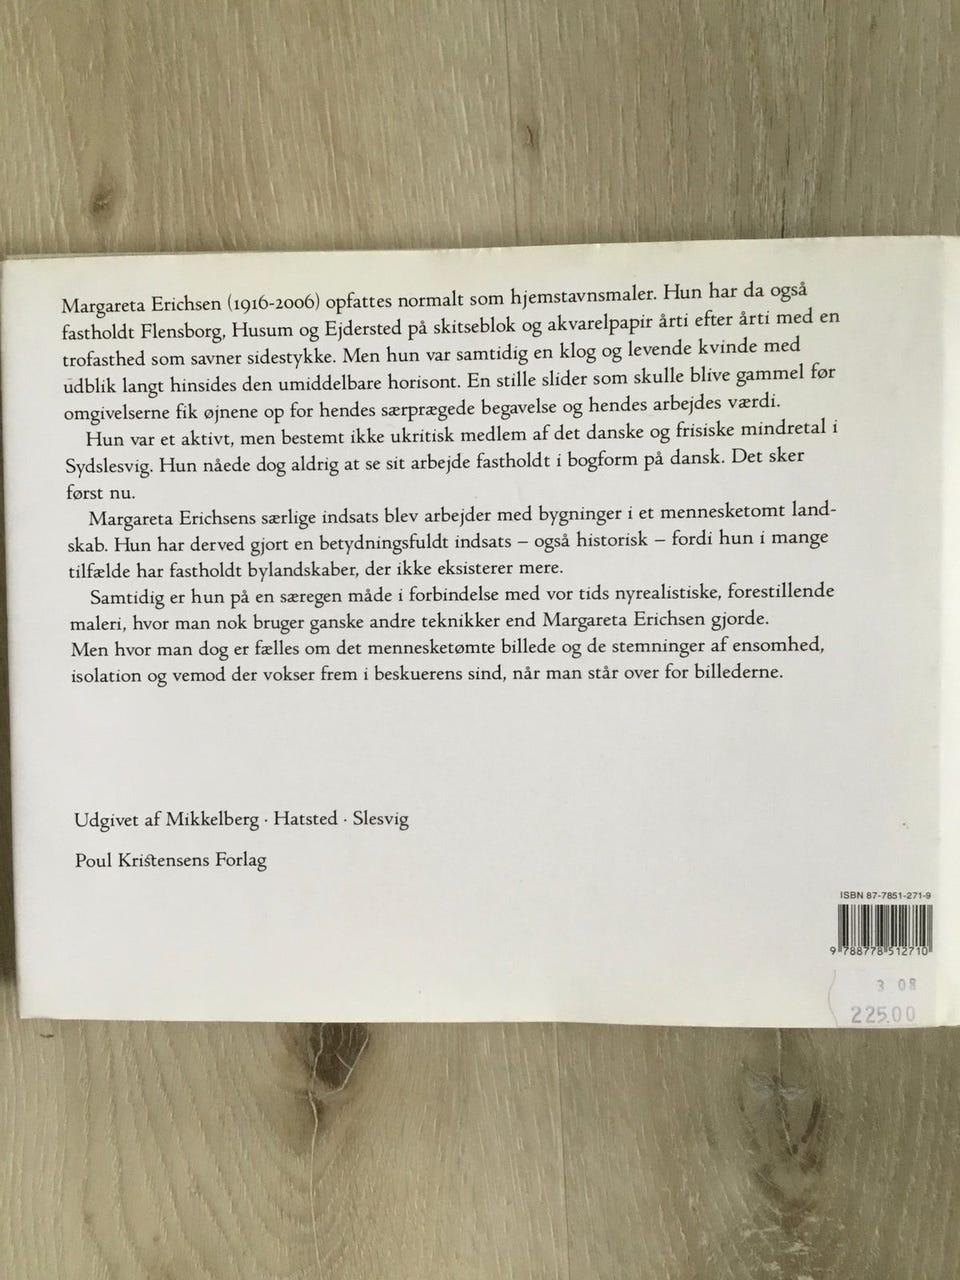 Margareta Erichsen (1916-2006) opfattes normalt som hjemstavnsmaler. Hun har da også
fastholdt Flensborg, Husum og Ejdersted på skitseblok og akvarelpapir årti efter årti med en
trofasthed som savner sidestykke. Men hun var samtidig en klog og levende kvinde med
udblik langt hinsides den umiddelbare horisont. En stille slider som skulle blive gammel før
omgivelserne fik øjnene op for hendes særprægede begavelse og hendes arbejdes værdi.
Hun var et aktivt, men bestemt ikke ukritisk medlem af det danske og frisiske mindretal i
Sydslesvig. Hun nåede dog aldrig at se sit arbejde fastholdt i bogform på dansk. Det sker
først nu.
Margareta Erichsens særlige indsats blev arbejder med bygninger i et mennesketomt land-
skab. Hun har derved gjort en betydningsfuldt indsats – også historisk – fordi hun i mange
tilfælde har fastholdt bylandskaber, der ikke eksisterer mere.
Samtidig er hun på en særegen måde i forbindelse med vor tids nyrealistiske, forestillende
maleri, hvor man nok bruger ganske andre teknikker end Margareta Erichsen gjorde.
Men hvor man dog er fælles om det mennesketømte billede og de stemninger af ensomhed,
isolation og vemod der vokser frem i beskuerens sind, når man står over for billederne.
Udgivet af Mikkelberg · Hatsted · Slesvig
Poul Kristensens Forlag
ISBN 87-7851-271-9
9 788778 512710
3 08
225.00